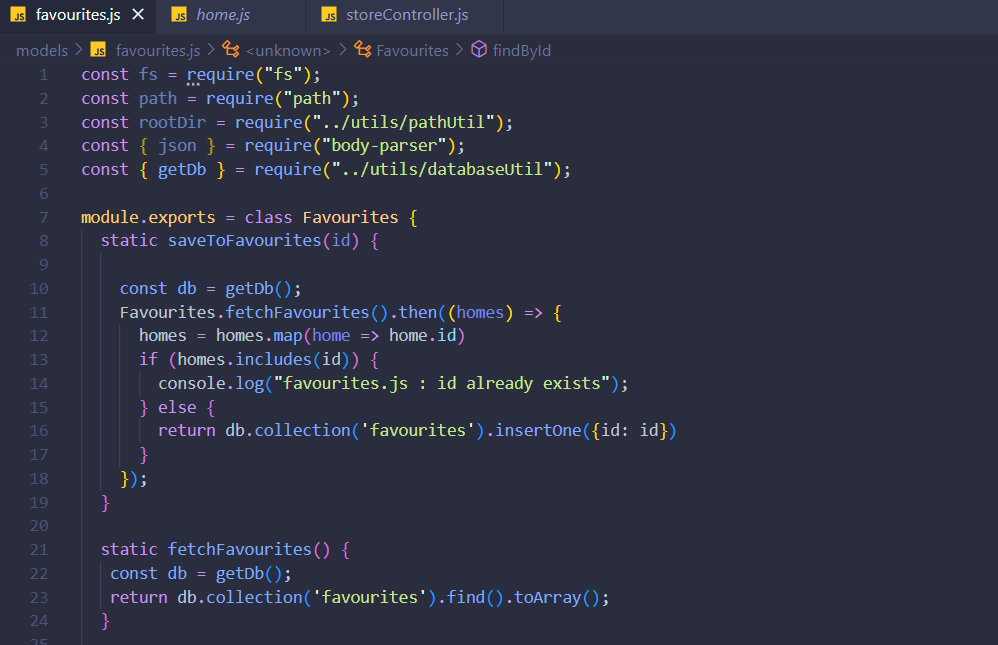 JS favourites.js × JS home.js JS storeController.js
models > JS favourites.js > <unknown> > Favourites > findById
1 const fs = require("fs");
2 const path = require("path");
3 const rootDir = require("../utils/pathUtil");
4 const { json } = require("body-parser");
5 const { getDb } = require("../utils/databaseUtil");
6
7 module.exports = class Favourites {
8 static saveToFavourites(id) {
9
10 const db = getDb();
11 Favourites.fetchFavourites().then((homes) => {
12 homes = homes.map(home => home.id)
13 if (homes.includes(id)) {
14 console.log("favourites.js : id already exists");
15 } else {
16 return db.collection('favourites').insertOne({id: id})
17 }
18 });
19 }
20
21 static fetchFavourites() {
22 const db = getDb();
23 return db.collection('favourites').find().toArray();
24 }
25